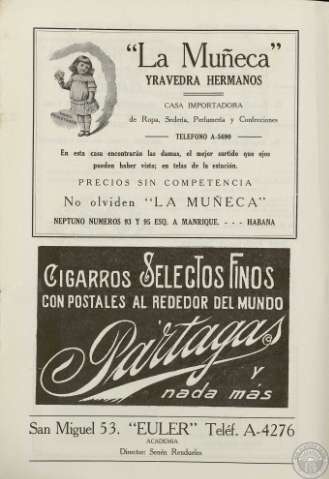 "La Muñeca"
YRAVEDRA HERMANOS
CASA IMPORTADORA
de Ropa, Sedería, Perfumería y Confecciones
TELEFONO A-5690
En esta casa encontrarán las damas, el mejor surtido que ojos
pueden haber visto; en telas de la estación.
PRECIOS SIN COMPETENCIA
No olviden "LA MUÑECA"
NEPTUNO NUMEROS 93 Y 95 ESQ. A MANRIQUE. - - - HABANA
CIGARROS SELECTOS FINOS
CON POSTALES AL REDEDOR DEL MUNDO
Partagas
y
nada más
San Miguel 53. "EULER" Teléf. A-4276
ACADEMIA
Director: Senén Rendueles